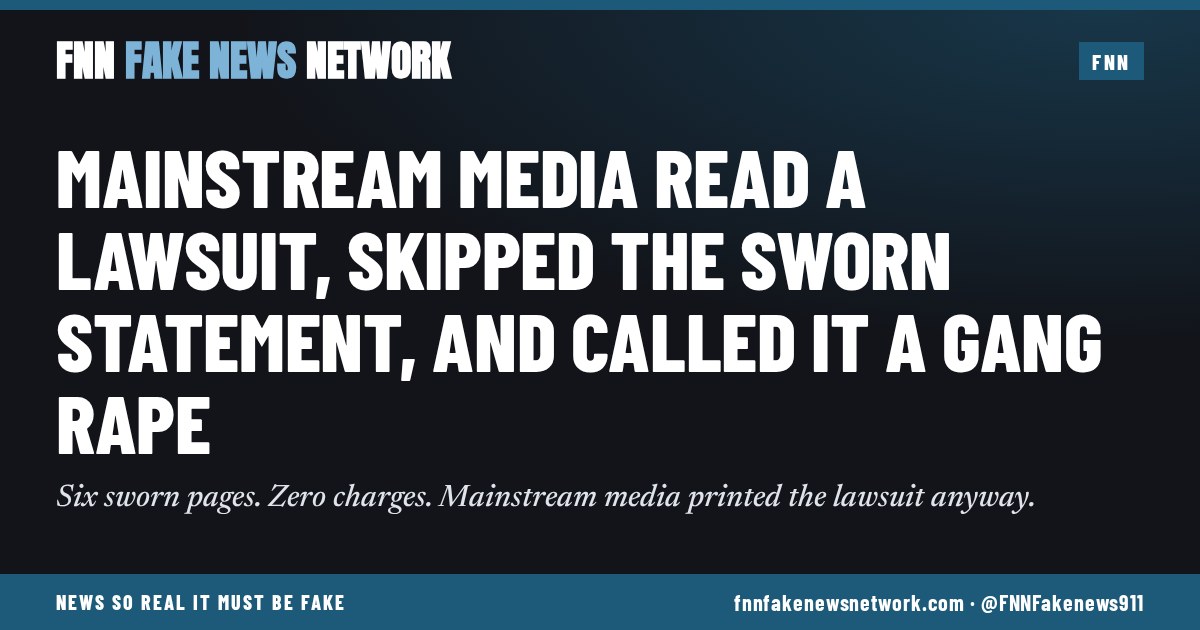 FNN FAKE NEWS NETWORK
FNN
MAINSTREAM MEDIA READ A
LAWSUIT, SKIPPED THE SWORN
STATEMENT, AND CALLED IT A GANG
RAPE
Six sworn pages. Zero charges. Mainstream media printed the lawsuit anyway.
NEWS SO REAL IT MUST BE FAKE
fnnfakenewsnetwork.com · @FNNFakenews911